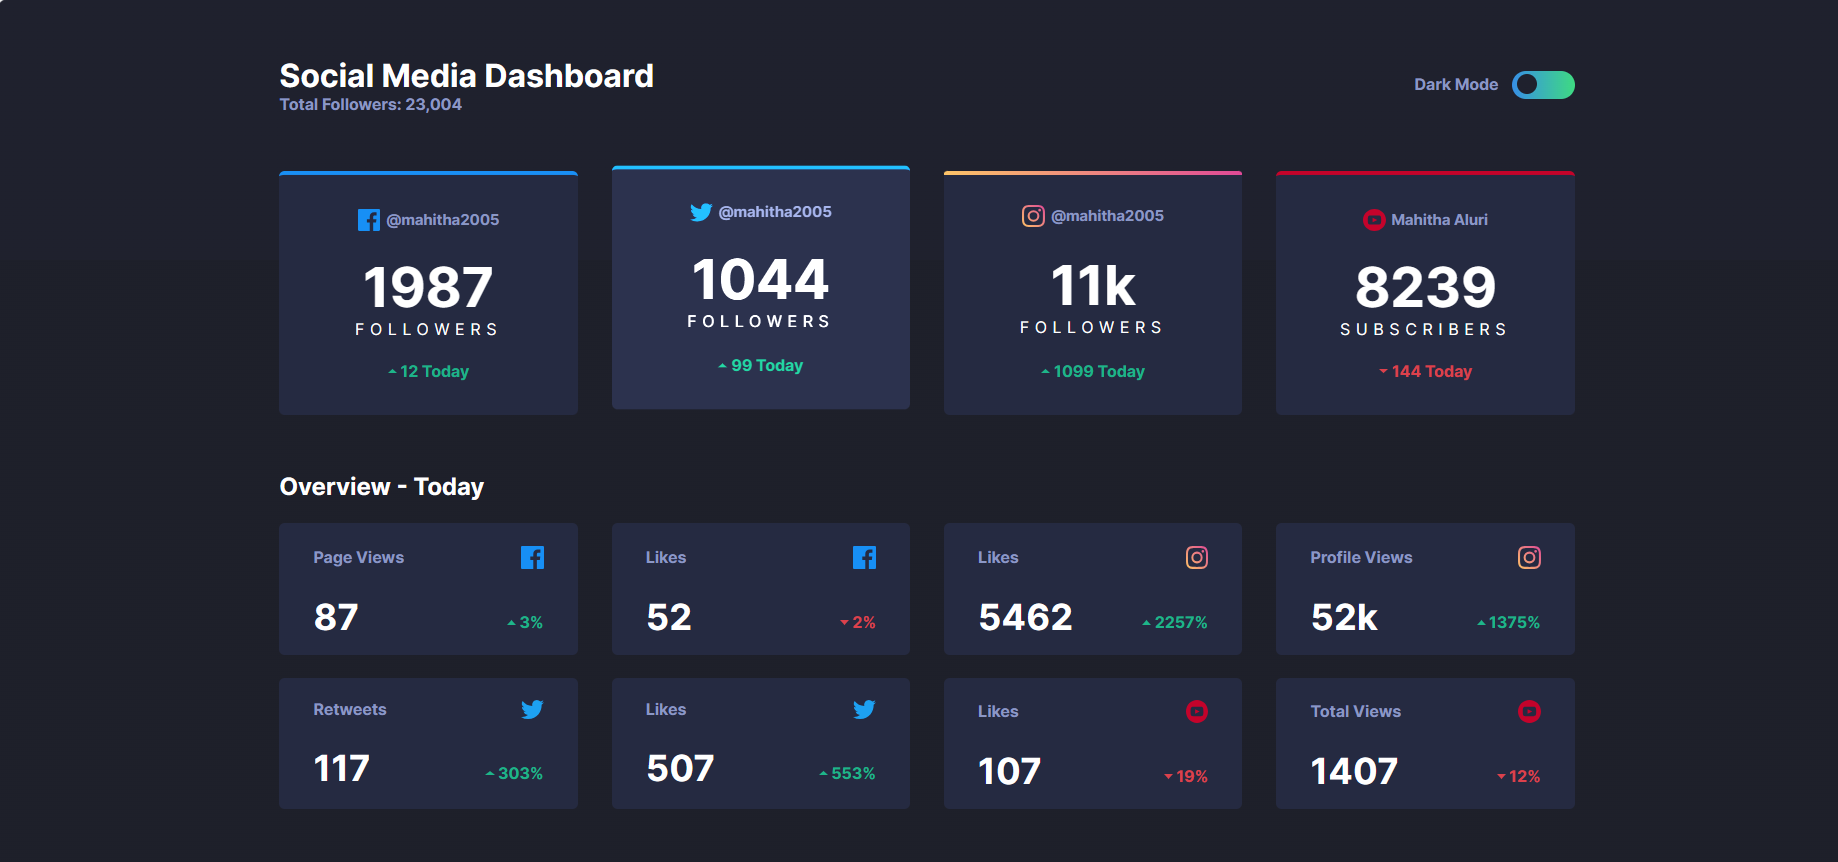 Social Media Dashboard
Total Followers: 23,004
Dark Mode
@mahitha2005
1987
FOLLOWERS
12 Today
@mahitha2005
1044
FOLLOWERS
99 Today
@mahitha2005
11k
FOLLOWERS
1099 Today
Mahitha Aluri
8239
SUBSCRIBERS
144 Today
Overview - Today
Page Views
87
3%
Likes
52
2%
Likes
5462
2257%
Profile Views
52k
1375%
Retweets
117
303%
Likes
507
553%
Likes
107
19%
Total Views
1407
12%